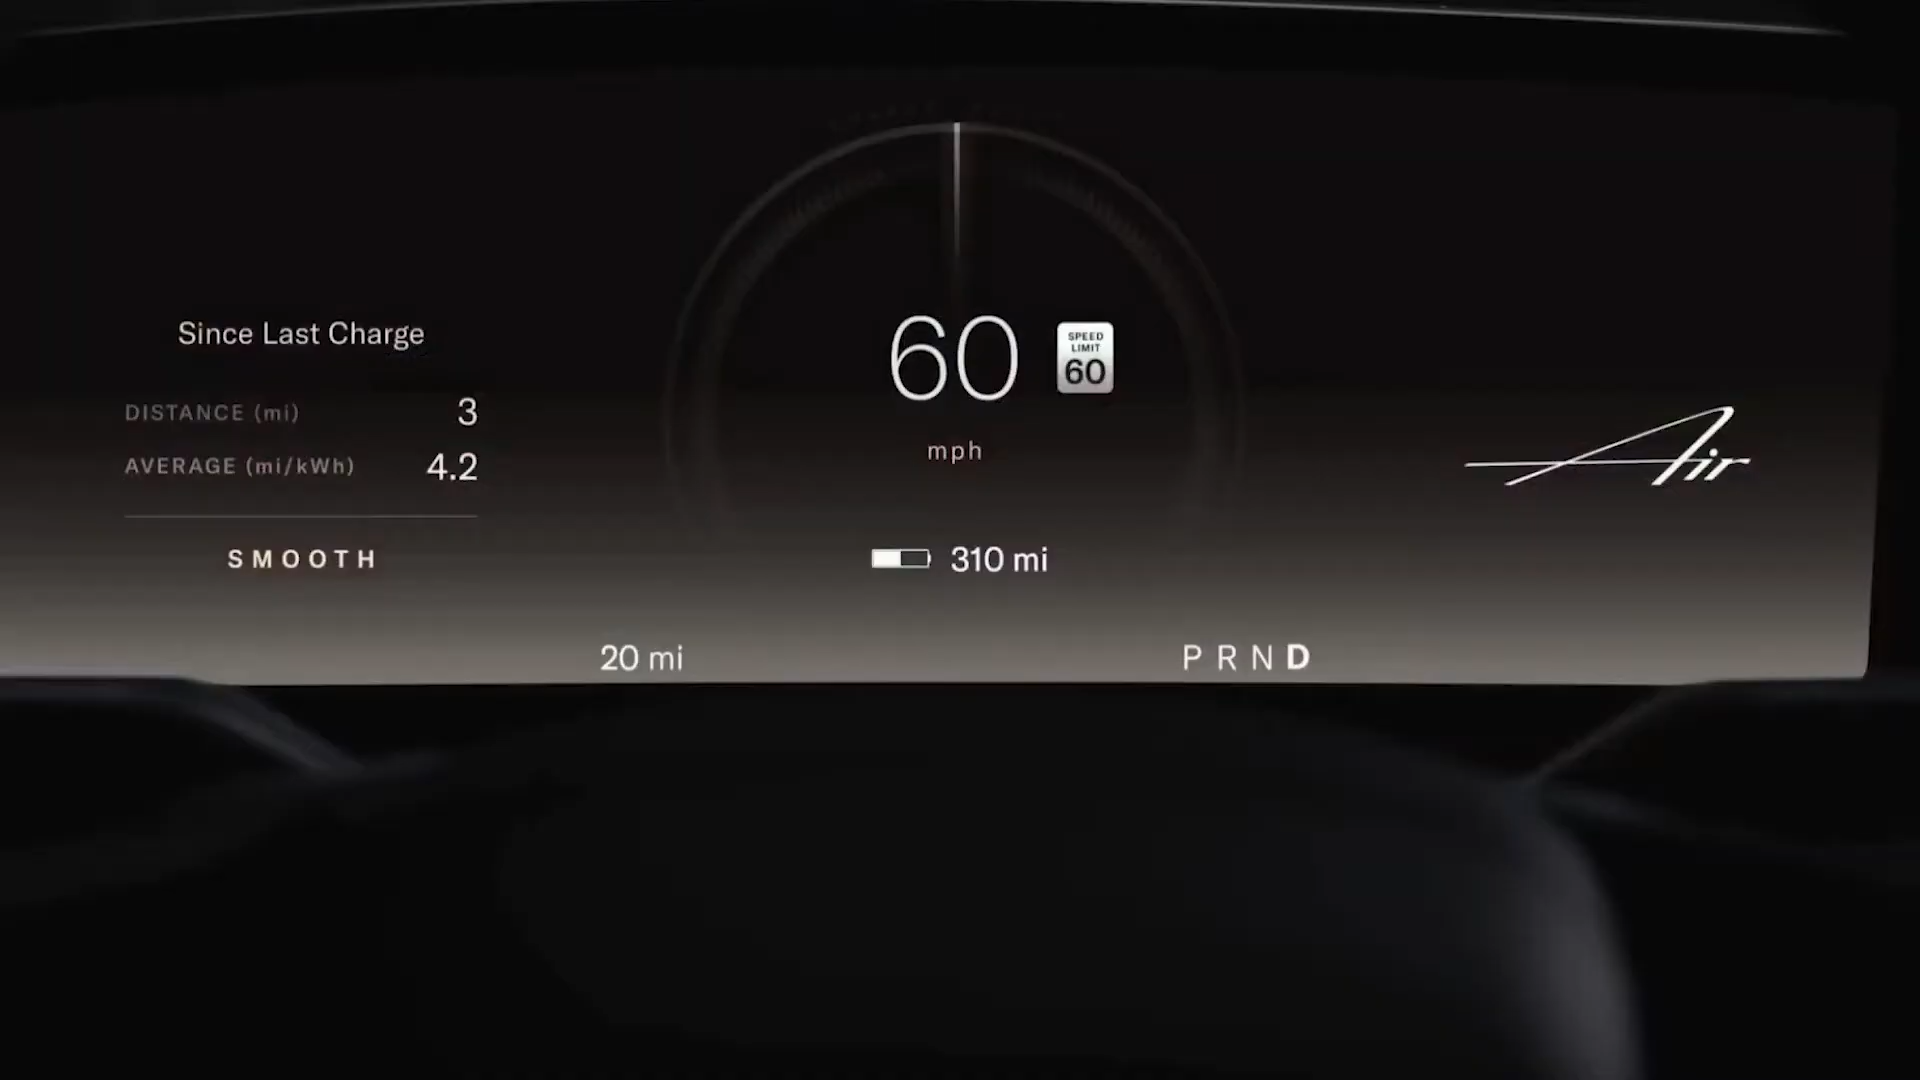 Since Last Charge
DISTANCE (mi) 3
AVERAGE (mi/kWh) 4.2
SMOOTH
60
SPEED
LIMIT
60
mph
310 mi
Air
20 mi
P R N D